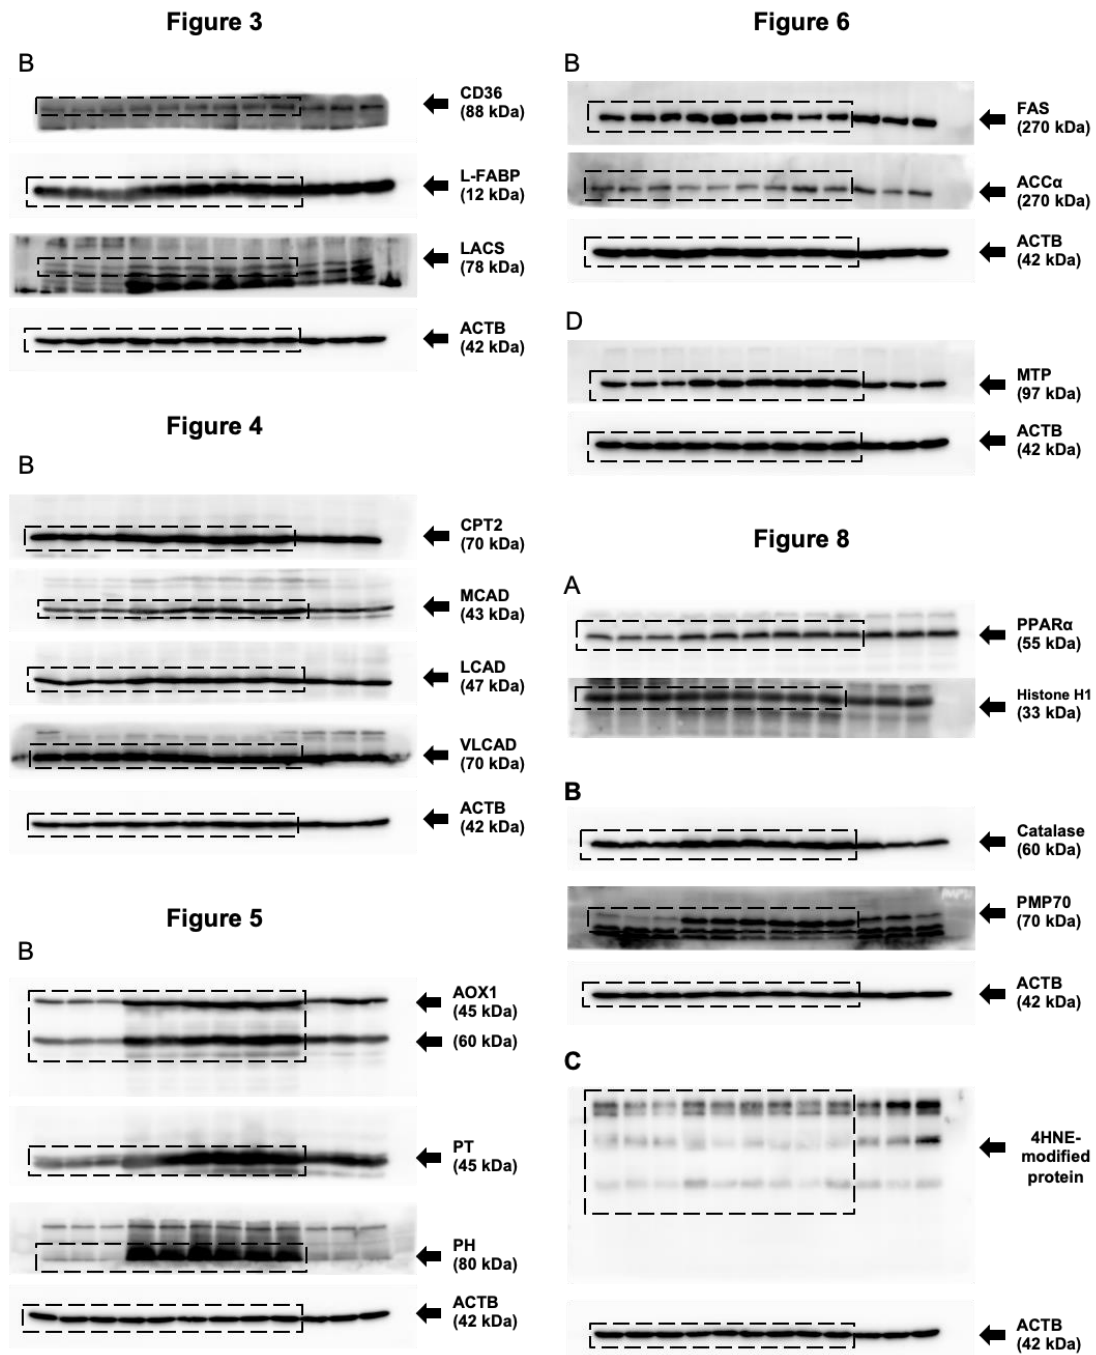 Figure 3
B
CD36
(88 kDa)
L-FABP
(12 kDa)
LACS
(78 kDa)
ACTB
(42 kDa)
Figure 4
B
CPT2
(70 kDa)
MCAD
(43 kDa)
LCAD
(47 kDa)
VLCAD
(70 kDa)
ACTB
(42 kDa)
Figure 5
B
AOX1
(45 kDa)
(60 kDa)
PT
(45 kDa)
PH
(80 kDa)
ACTB
(42 kDa)
Figure 6
B
FAS
(270 kDa)
ACCα
(270 kDa)
ACTB
(42 kDa)
D
MTP
(97 kDa)
ACTB
(42 kDa)
Figure 8
A
PPARα
(55 kDa)
Histone H1
(33 kDa)
B
Catalase
(60 kDa)
PMP70
(70 kDa)
ACTB
(42 kDa)
C
4HNE-
modified
protein
ACTB
(42 kDa)